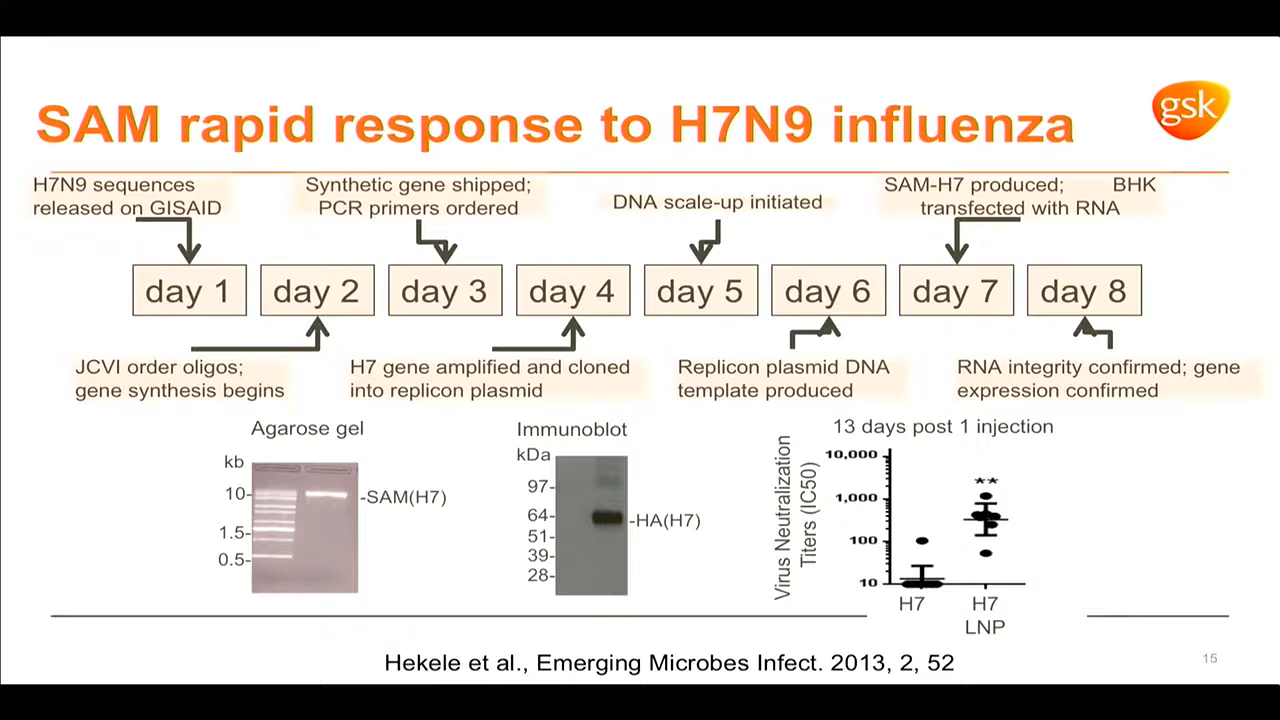 SAM rapid response to H7N9 influenza
gsk
H7N9 sequences
released on GISAID
Synthetic gene shipped;
PCR primers ordered
DNA scale-up initiated
SAM-H7 produced; BHK
transfected with RNA
day 1
day 2
day 3
day 4
day 5
day 6
day 7
day 8
JCVI order oligos;
gene synthesis begins
H7 gene amplified and cloned
into replicon plasmid
Replicon plasmid DNA
template produced
RNA integrity confirmed; gene
expression confirmed
Agarose gel
kb
10-
1.5-
0.5-
-SAM(H7)
Immunoblot
kDa
97-
64-
51-
39-
28-
-HA(H7)
13 days post 1 injection
Virus Neutralization
Titers (IC50)
10,000
1,000
100
10
**
H7
H7
LNP
Hekele et al., Emerging Microbes Infect. 2013, 2, 52
15